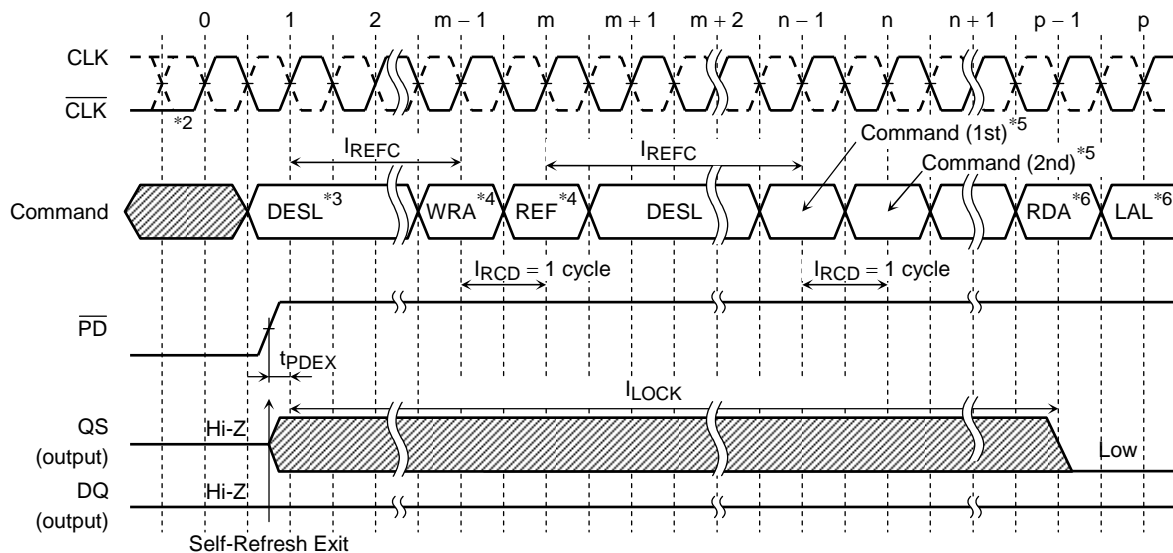 0 1 2 m − 1 m m + 1 m + 2 n − 1 n n + 1 p − 1 p
CLK
CLK
*2
Command (1st)*5
IREFC IREFC
Command (2nd)*5
Command DESL*3 WRA*4 REF*4 DESL RDA*6 LAL*6
IRCD = 1 cycle IRCD = 1 cycle
PD
tPDEX
ILOCK
QS
(output) Hi-Z Low
DQ
(output) Hi-Z
Self-Refresh Exit